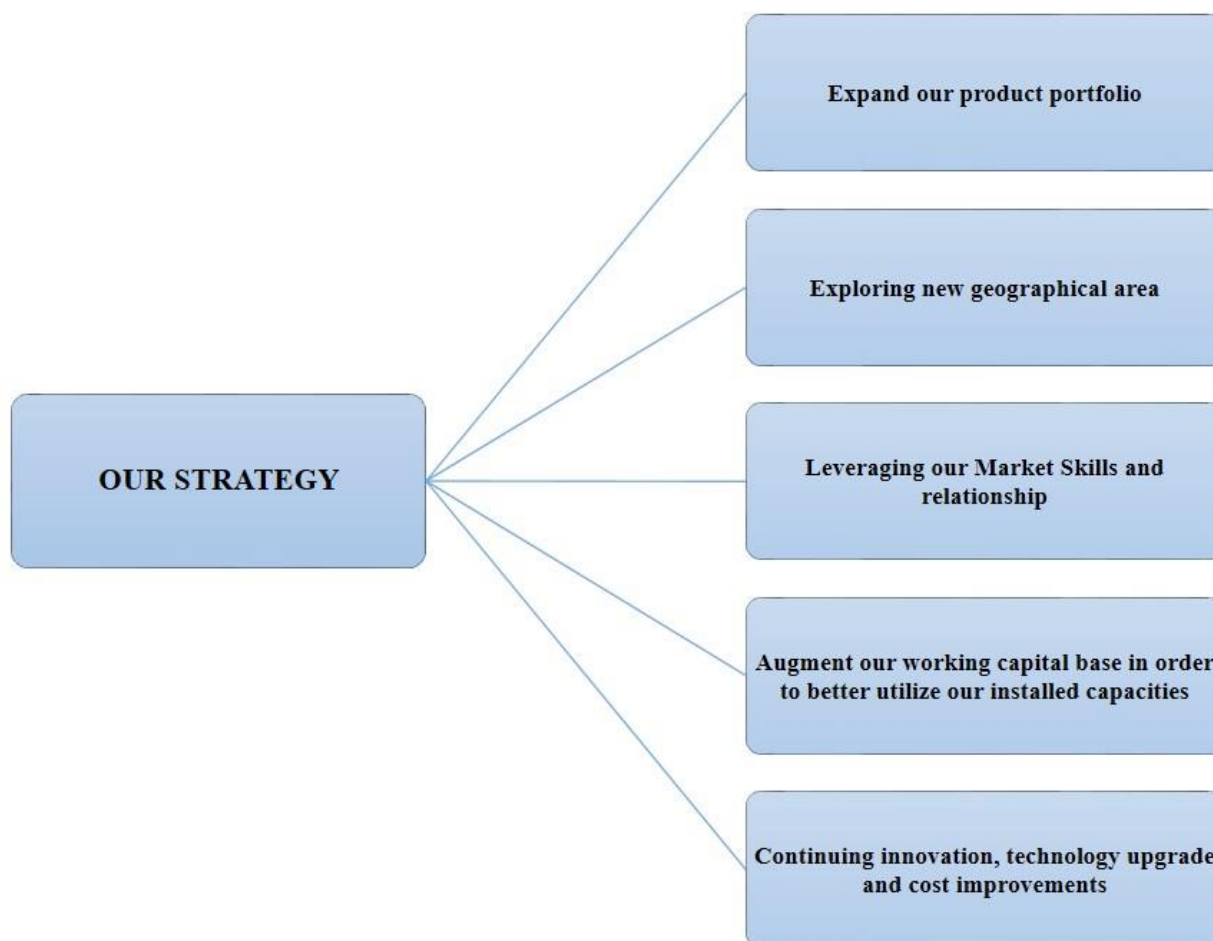 Expand our product portfolio
Exploring new geographical area
OUR STRATEGY
Leveraging our Market Skills and
relationship
Augment our working capital base in order
to better utilize our installed capacities
Continuing innovation, technology upgrade
and cost improvements